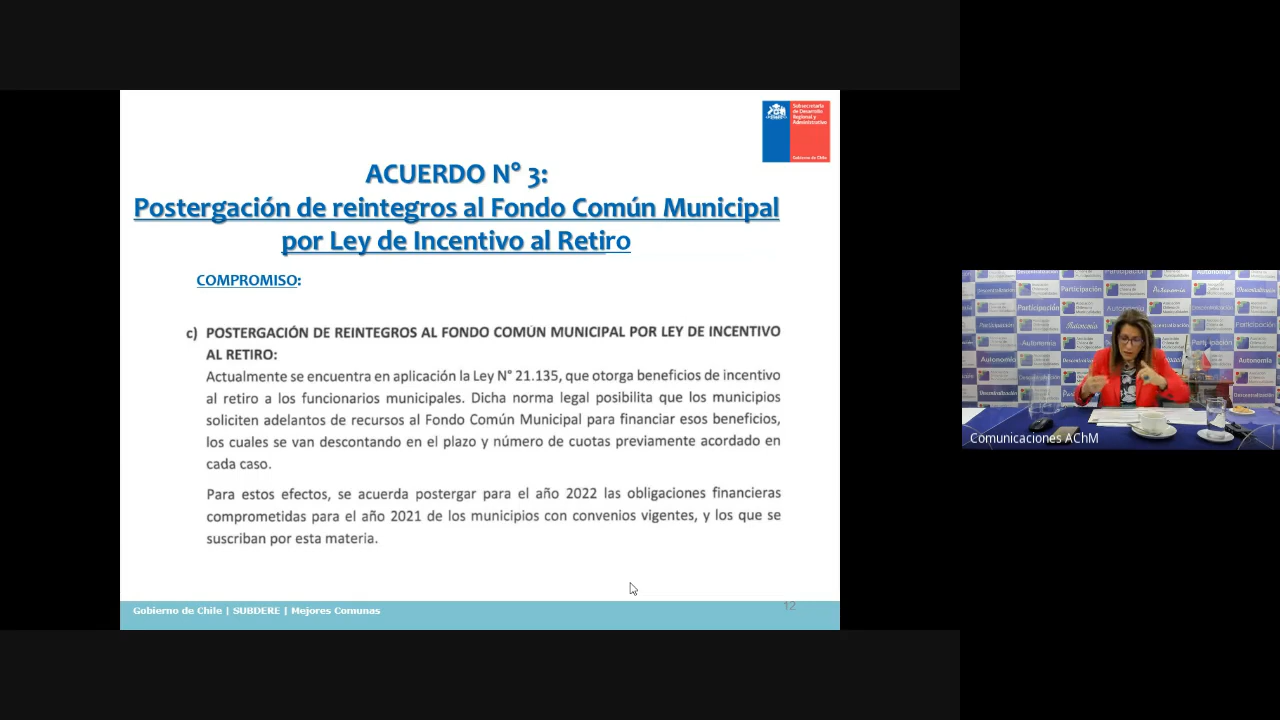 Subsecretaría
de Desarrollo
Regional y
Administrativo
Gobierno de Chile
ACUERDO N° 3:
Postergación de reintegros al Fondo Común Municipal
por Ley de Incentivo al Retiro
COMPROMISO:
c) POSTERGACIÓN DE REINTEGROS AL FONDO COMÚN MUNICIPAL POR LEY DE INCENTIVO
AL RETIRO:
Actualmente se encuentra en aplicación la Ley N° 21.135, que otorga beneficios de incentivo
al retiro a los funcionarios municipales. Dicha norma legal posibilita que los municipios
soliciten adelantos de recursos al Fondo Común Municipal para financiar esos beneficios,
los cuales se van descontando en el plazo y número de cuotas previamente acordado en
cada caso.
Para estos efectos, se acuerda postergar para el año 2022 las obligaciones financieras
comprometidas para el año 2021 de los municipios con convenios vigentes, y los que se
suscriban por esta materia.
Gobierno de Chile | SUBDERE | Mejores Comunas
12
Participación
Autonomía
Descentralización
Comunicaciones AChM